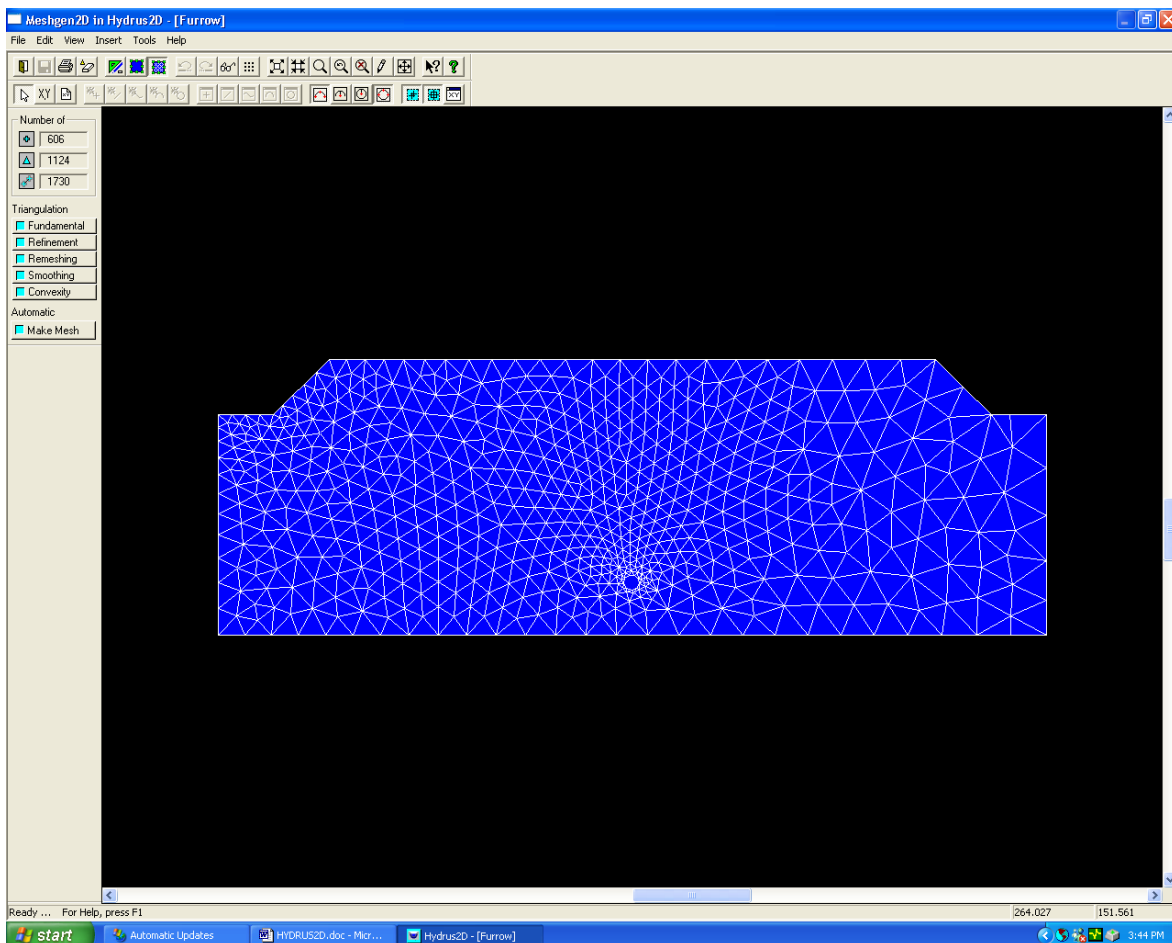 Meshgen2D in Hydrus2D - [Furrow]
File Edit View Insert Tools Help
XY
XY
Number of
606
1124
1730
Triangulation
Fundamental
Refinement
Remeshing
Smoothing
Convexity
Automatic
Make Mesh
Ready ... For Help, press F1
264.027 151.561
start Automatic Updates HYDRUS2D.doc - Micr... Hydrus2D - [Furrow] 3:44 PM